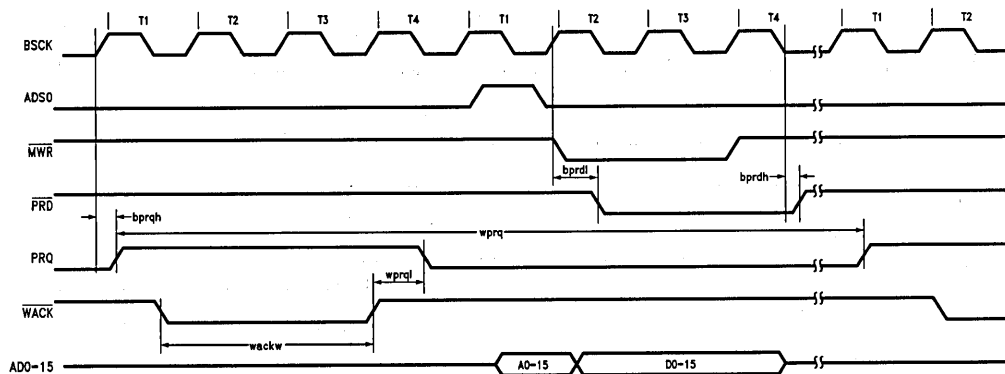 T1 T2 T3 T4 T1 T2 T3 T4 T1 T2
BSCK
ADS0
MWR
bprdl
bprdh
PRD
bprqh
wprq
PRQ
wprql
WACK
wackw
AD0-15
A0-15
D0-15